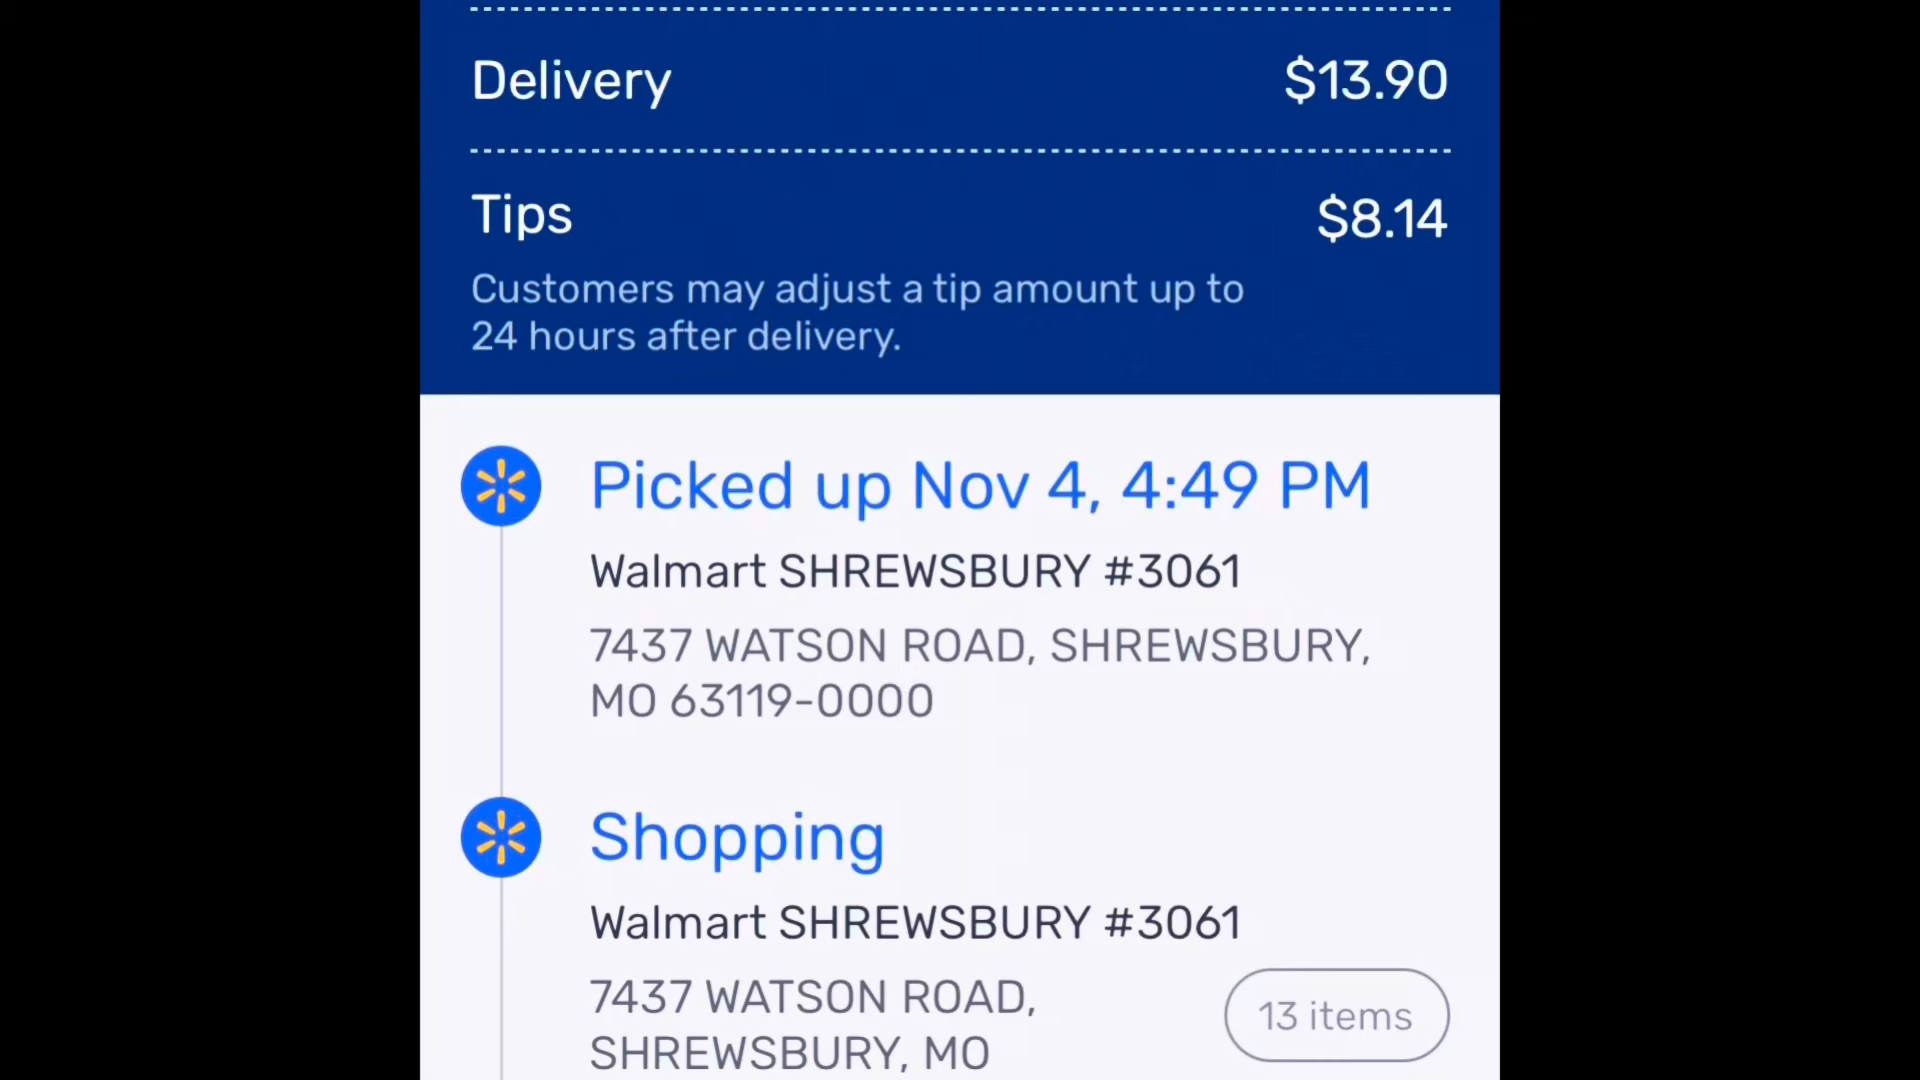 Delivery $13.90
Tips $8.14
Customers may adjust a tip amount up to
24 hours after delivery.
Picked up Nov 4, 4:49 PM
Walmart SHREWSBURY #3061
7437 WATSON ROAD, SHREWSBURY,
MO 63119-0000
Shopping
Walmart SHREWSBURY #3061
7437 WATSON ROAD,
SHREWSBURY, MO
13 items